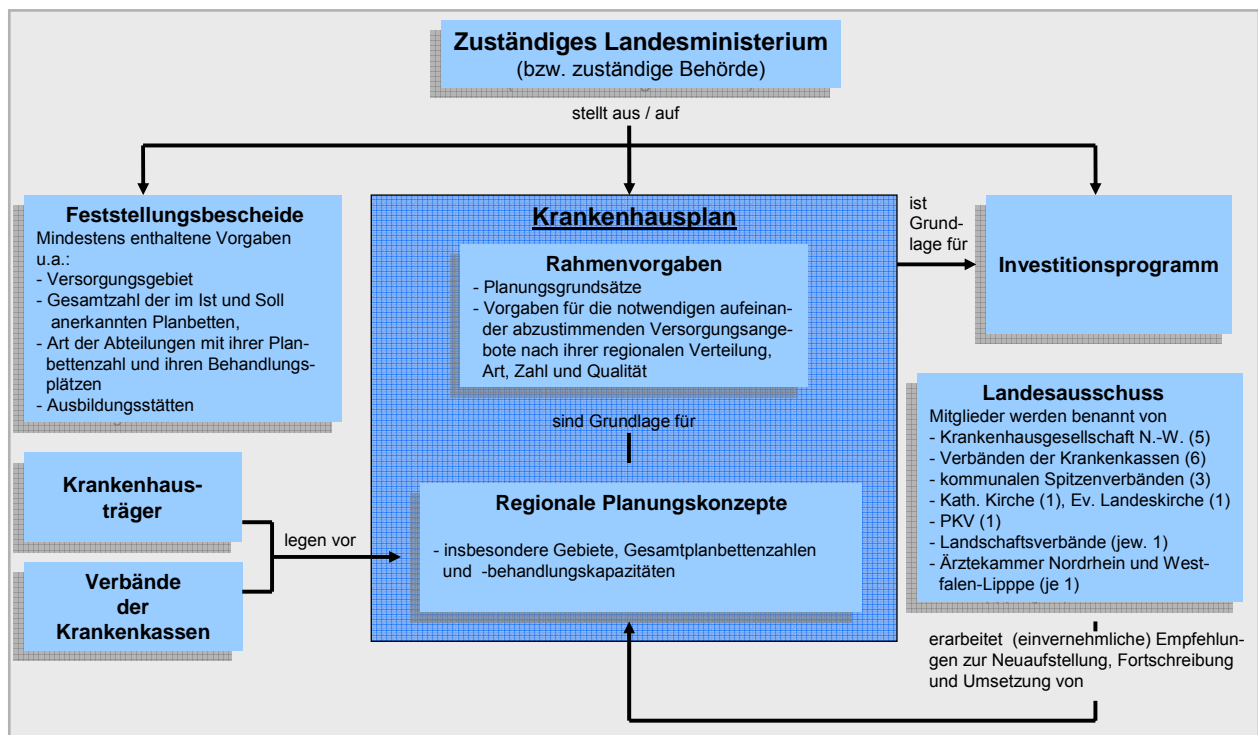 Zuständiges Landesministerium
(bzw. zuständige Behörde)
stellt aus / auf
Feststellungsbescheide
Mindestens enthaltene Vorgaben
u.a.:
- Versorgungsgebiet
- Gesamtzahl der im Ist und Soll
anerkannten Planbetten,
- Art der Abteilungen mit ihrer Plan-
bettenzahl und ihren Behandlungs-
plätzen
- Ausbildungsstätten
Krankenhausplan
Rahmenvorgaben
- Planungsgrundsätze
- Vorgaben für die notwendigen aufeinan-
der abzustimmenden Versorgungsange-
bote nach ihrer regionalen Verteilung,
Art, Zahl und Qualität
sind Grundlage für
Regionale Planungskonzepte
- insbesondere Gebiete, Gesamtplanbettenzahlen
und -behandlungskapazitäten
ist
Grund-
lage für
Investitionsprogramm
Krankenhaus-
träger
Verbände
der
Krankenkassen
legen vor
Landesausschuss
Mitglieder werden benannt von
- Krankenhausgesellschaft N.-W. (5)
- Verbänden der Krankenkassen (6)
- kommunalen Spitzenverbänden (3)
- Kath. Kirche (1), Ev. Landeskirche (1)
- PKV (1)
- Landschaftsverbände (jew. 1)
- Ärztekammer Nordrhein und West-
falen-Lipppe (je 1)
erarbeitet (einvernehmliche) Empfehlun-
gen zur Neuaufstellung, Fortschreibung
und Umsetzung von